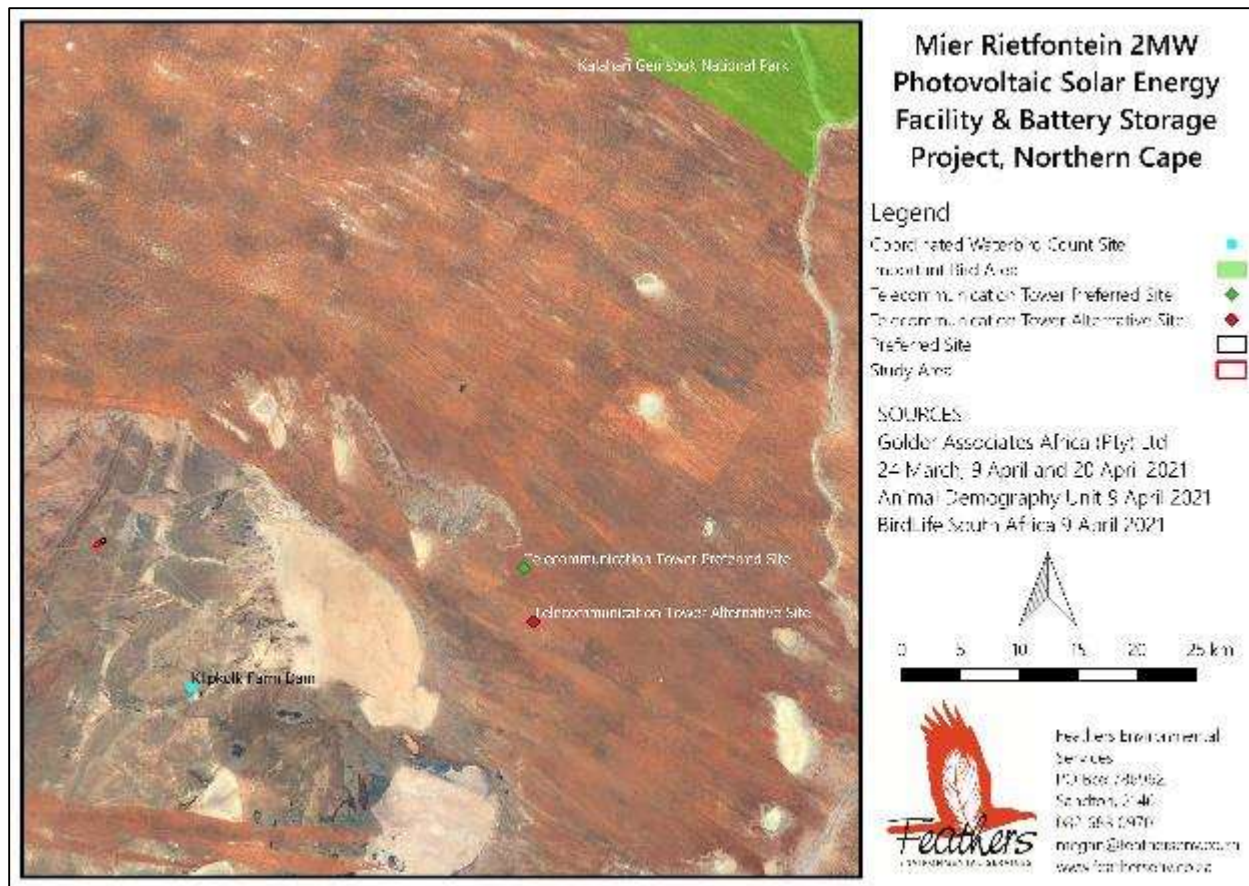 Mier Rietfontein 2MW
Photovoltaic Solar Energy
Facility & Battery Storage
Project, Northern Cape
Kalahari Gemsbok National Park
Legend
Coordinated Waterbird Count Site
Important Bird Area
Telecommunication Tower Preferred Site
Telecommunication Tower Alternative Site
Preferred Site
Study Area
SOURCES
Golder Associates Africa (Pty) Ltd
24 March, 9 April and 20 April 2021
Animal Demography Unit 9 April 2021
BirdLife South Africa 9 April 2021
Telecommunication Tower Preferred Site
Telecommunication Tower Alternative Site
Klipkolk Farm Dam
0 5 10 15 20 25 km
Feathers
ENVIRONMENTAL SERVICES
Feathers Environmental
Services
PO Box
Sandton, 2146